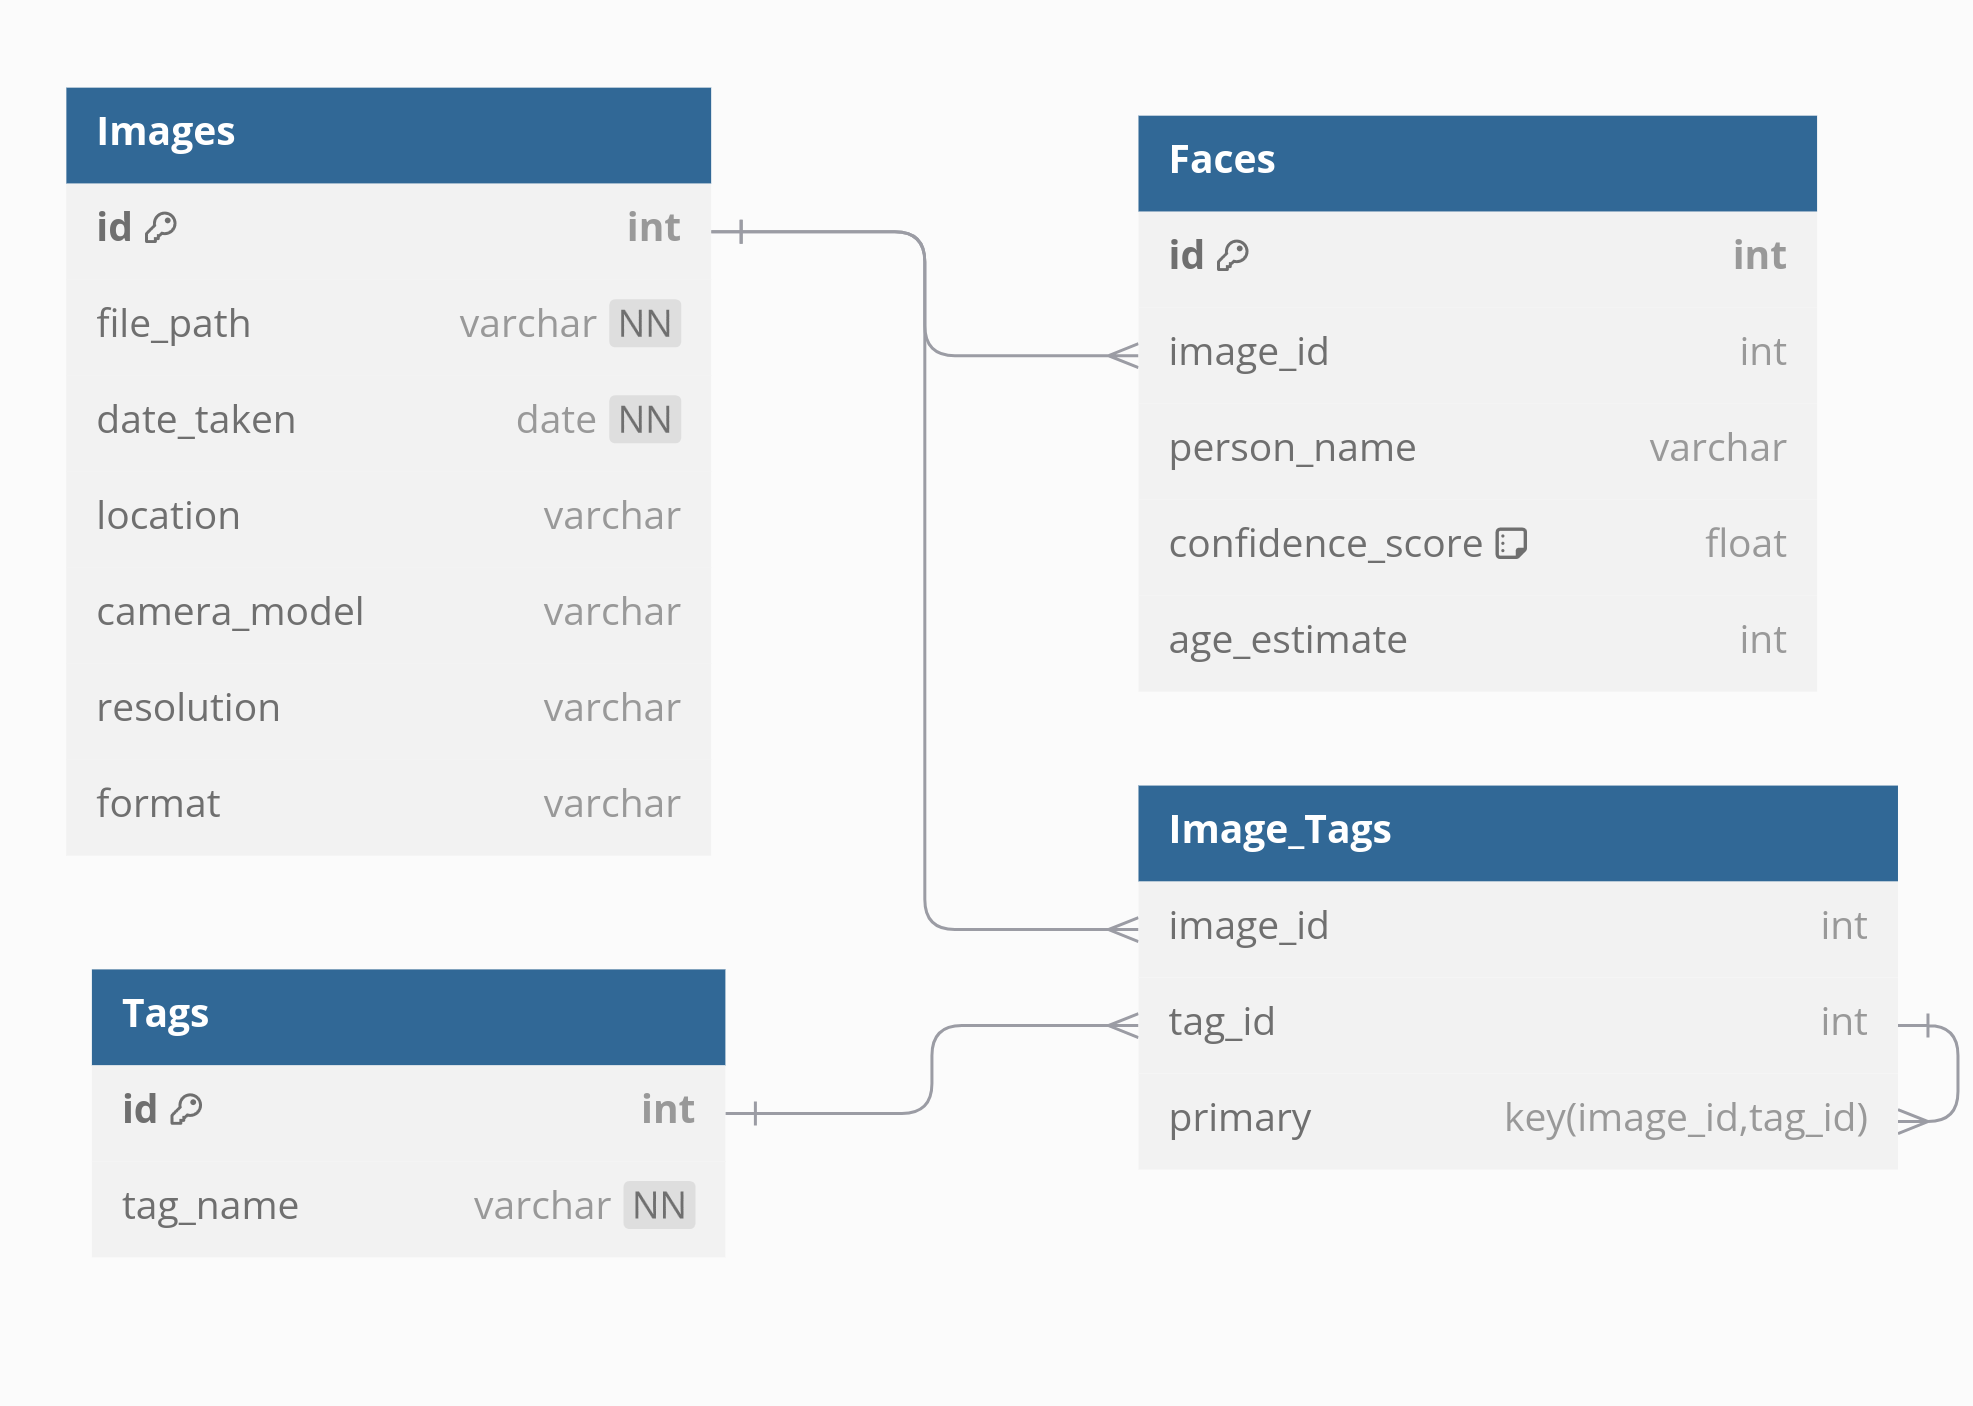 Images
id int
file_path varchar NN
date_taken date NN
location varchar
camera_model varchar
resolution varchar
format varchar
Faces
id int
image_id int
person_name varchar
confidence_score float
age_estimate int
Image_Tags
image_id int
tag_id int
primary key(image_id,tag_id)
Tags
id int
tag_name varchar NN